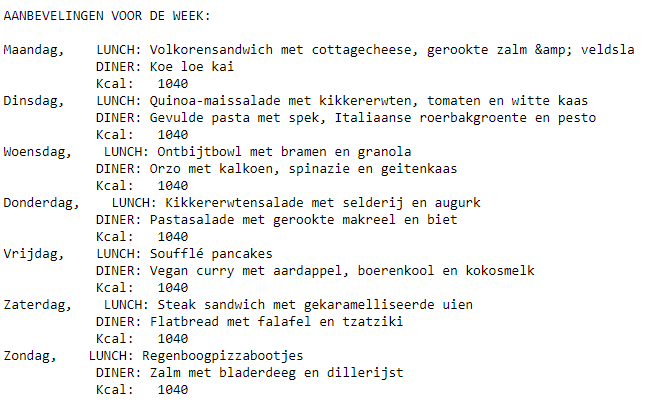 AANBEVELINGEN VOOR DE WEEK:
Maandag, LUNCH: Volkorensandwich met cottagecheese, gerookte zalm &amp; veldsla
DINER: Koe loe kai
Kcal: 1040
Dinsdag, LUNCH: Quinoa-maissalade met kikkererwten, tomaten en witte kaas
DINER: Gevulde pasta met spek, Italiaanse roerbakgroente en pesto
Kcal: 1040
Woensdag, LUNCH: Ontbijtbowl met bramen en granola
DINER: Orzo met kalkoen, spinazie en geitenkaas
Kcal: 1040
Donderdag, LUNCH: Kikkererwtensalade met selderij en augurk
DINER: Pastasalade met gerookte makreel en biet
Kcal: 1040
Vrijdag, LUNCH: Soufflé pancakes
DINER: Vegan curry met aardappel, boerenkool en kokosmelk
Kcal: 1040
Zaterdag, LUNCH: Steak sandwich met gekaramelliseerde uien
DINER: Flatbread met falafel en tzatziki
Kcal: 1040
Zondag, LUNCH: Regenboogpizzabootjes
DINER: Zalm met bladerdeeg en dillerijst
Kcal: 1040